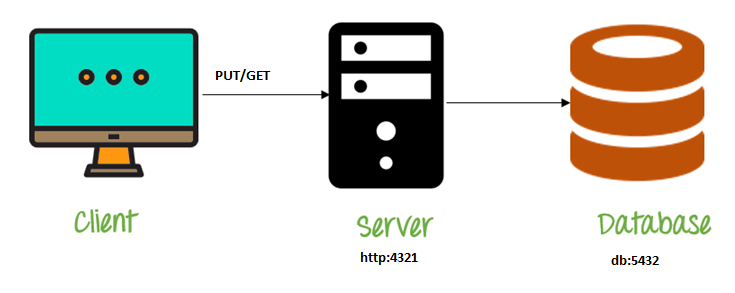 PUT/GET
Client
Server
Database
http:4321
db:5432